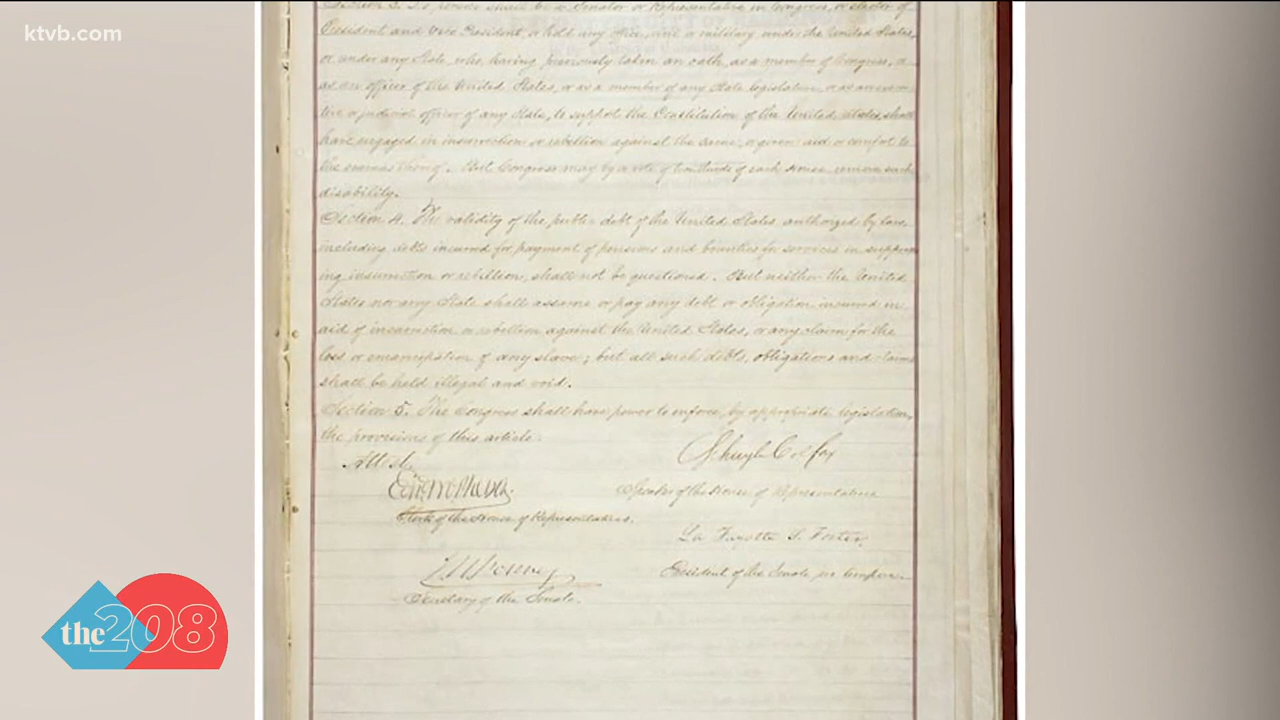 ktvb.com
Section 3. No person shall be a Senator or Representative in Congress, or elector of
President and Vice President, or hold any office, civil or military, under the United States,
or under any State, who, having previously taken an oath, as a member of Congress, or
as an officer of the United States, or as a member of any State legislature, or as an execu-
tive or judicial officer of any State, to support the Constitution of the United States, shall
have engaged in insurrection or rebellion against the same, or given aid or comfort to
the enemies thereof. But Congress may by a vote of two thirds of each House, remove such
disability.
Section 4. The validity of the public debt of the United States, authorized by law,
including debts incurred for payment of pensions and bounties for services in suppress-
ing insurrection or rebellion, shall not be questioned. But neither the United
States nor any State shall assume or pay any debt or obligation incurred in
aid of insurrection or rebellion against the United States, or any claim for the
loss or emancipation of any slave; but all such debts, obligations and claims
shall be held illegal and void.
Section 5. The Congress shall have power to enforce, by appropriate legislation,
the provisions of this article.
Attest.
Schuyler Colfax
Edw McPherson
Speaker of the House of Representatives
Clerk of the House of Representatives.
La Fayette S. Foster
J W Forney
President of the Senate pro tempore.
Secretary of the Senate.
the 208